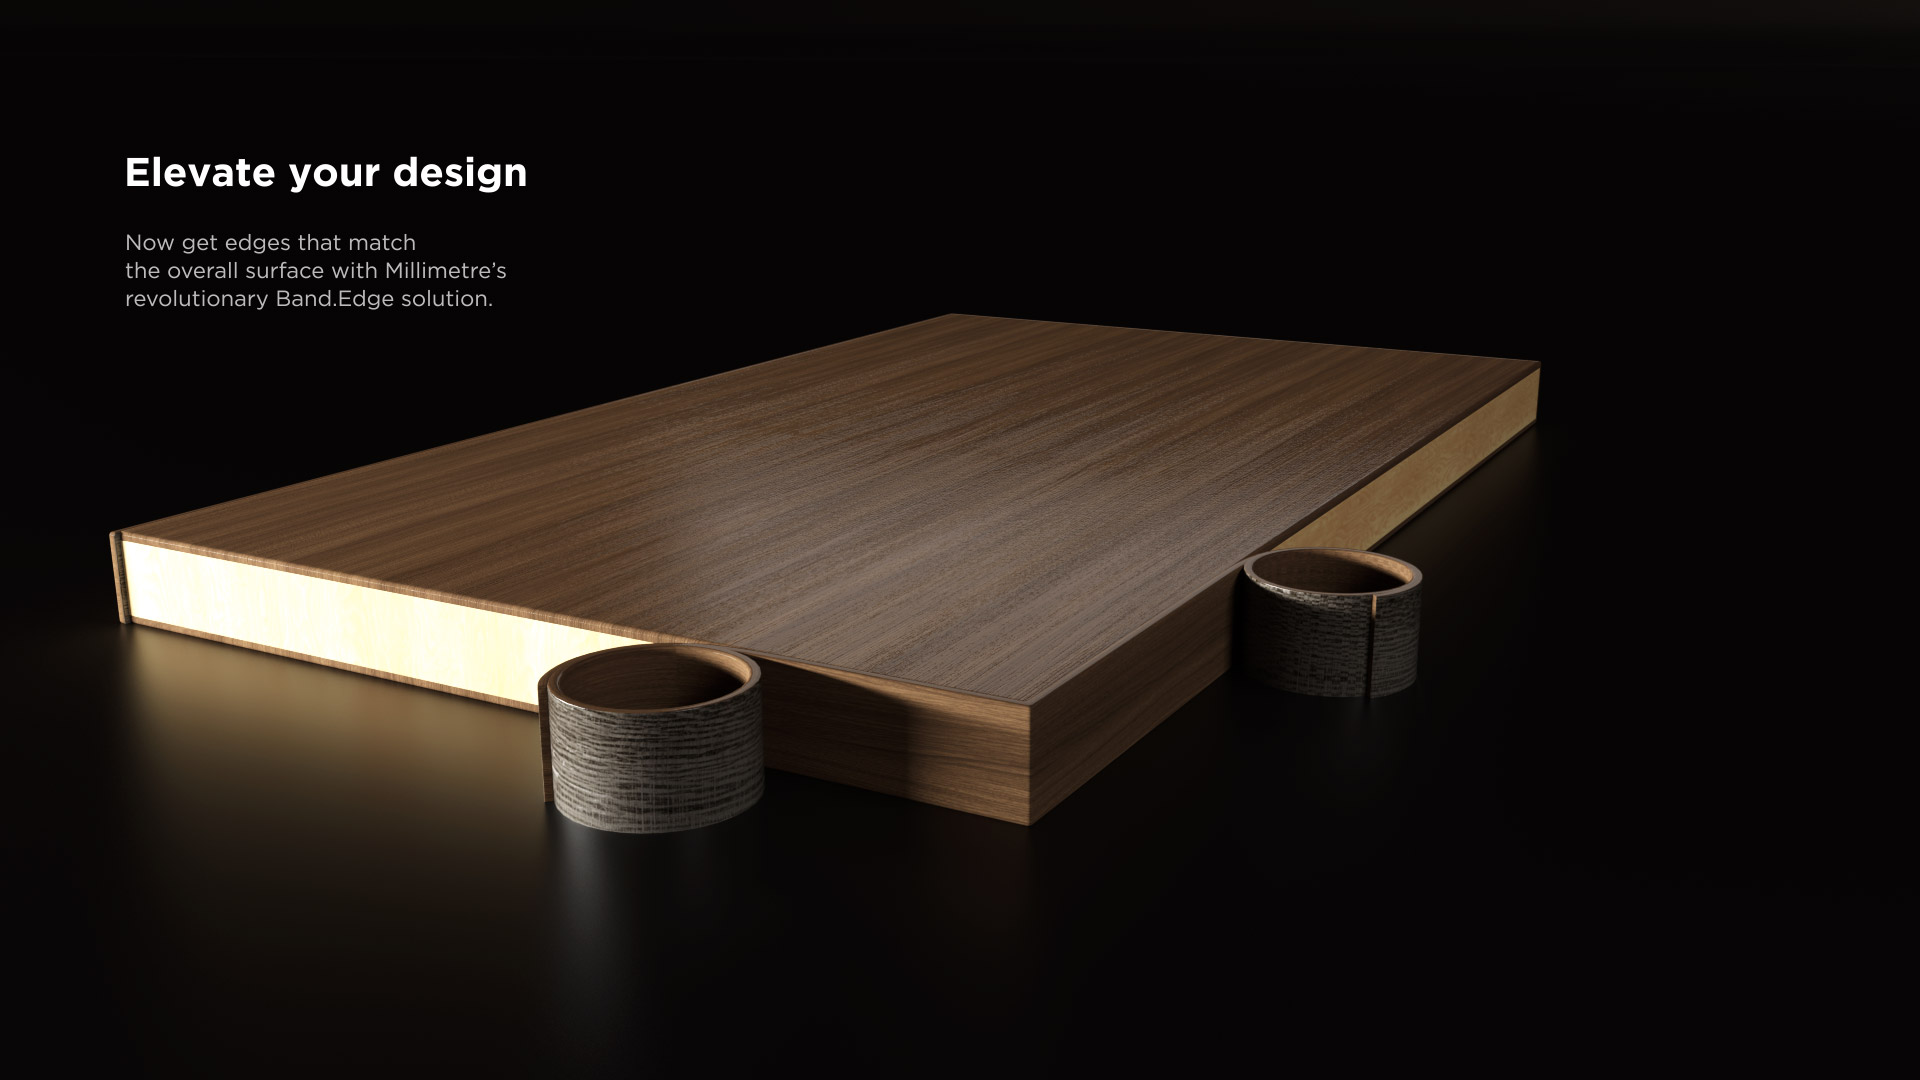 Elevate your design
Now get edges that match
the overall surface with Millimetre’s
revolutionary Band.Edge solution.